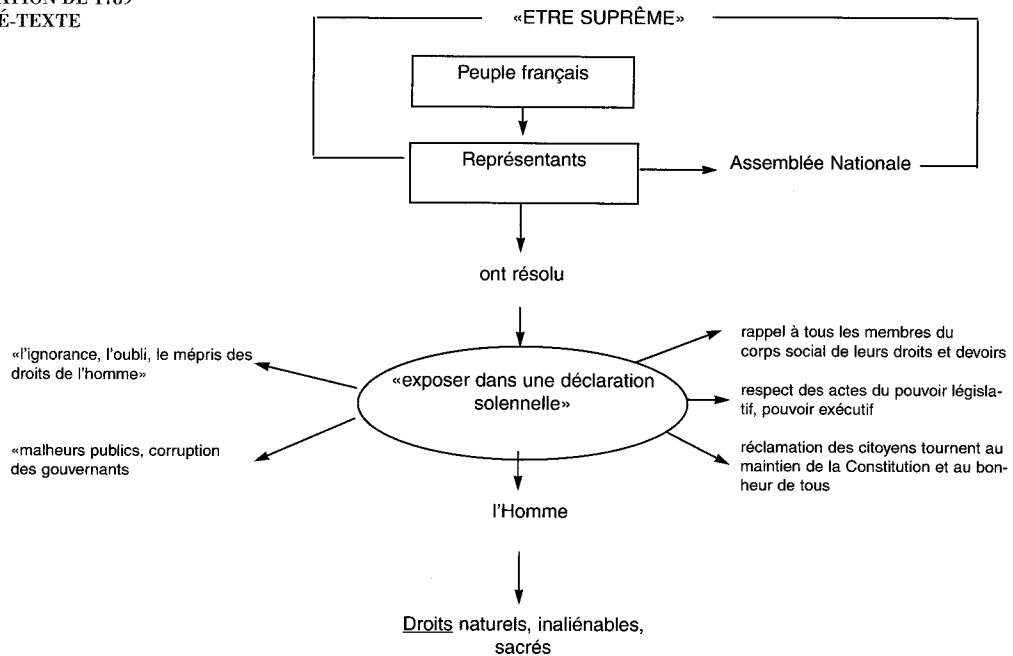 É-TEXTE
«ETRE SUPRÊME»
Peuple français
Représentants
Assemblée Nationale
ont résolu
«l'ignorance, l'oubli, le mépris des
droits de l'homme»
«malheurs publics, corruption
des gouvernants
«exposer dans une déclaration
solennelle»
rappel à tous les membres du
corps social de leurs droits et devoirs
respect des actes du pouvoir législa-
tif, pouvoir exécutif
réclamation des citoyens tournent au
maintien de la Constitution et au bon-
heur de tous
l'Homme
Droits naturels, inaliénables,
sacrés